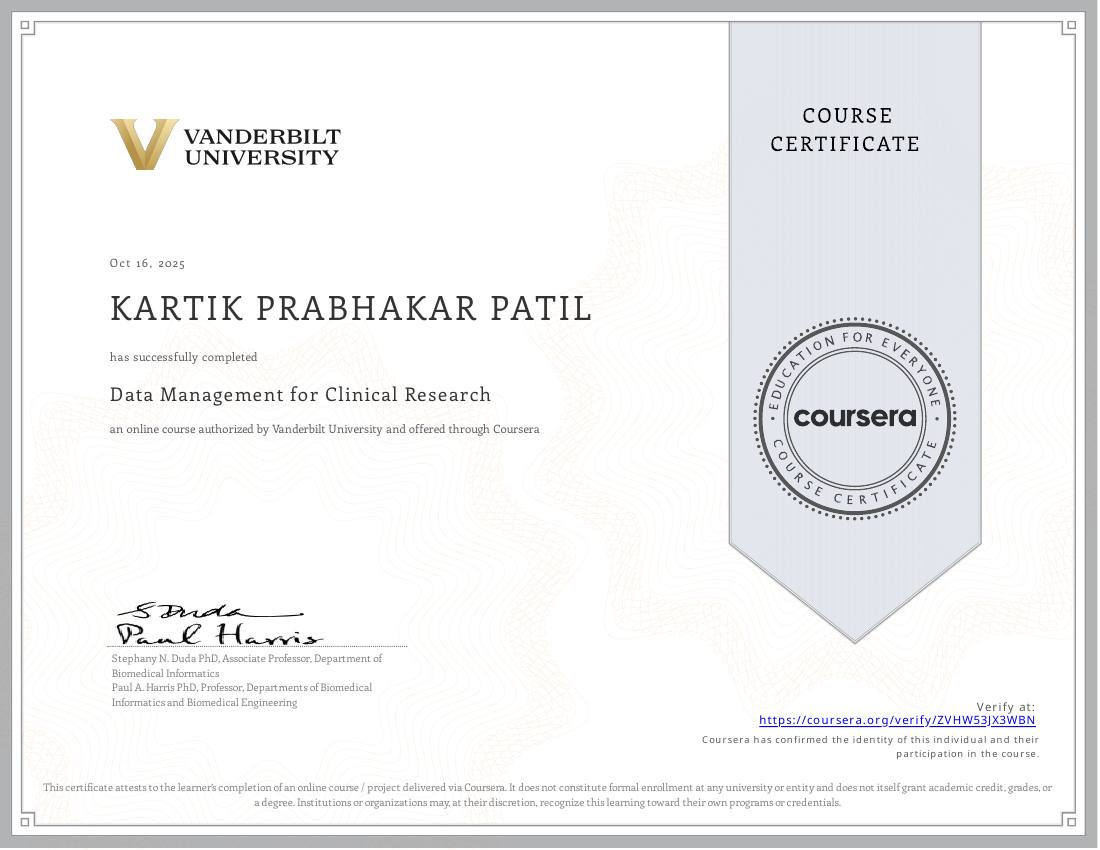 VANDERBILT
UNIVERSITY
COURSE
CERTIFICATE
Oct 16, 2025
KARTIK PRABHAKAR PATIL
has successfully completed
Data Management for Clinical Research
an online course authorized by Vanderbilt University and offered through Coursera
EDUCATION FOR EVERYONE
coursera
COURSE CERTIFICATE
S Duda
Paul Harris
Stephany N. Duda PhD, Associate Professor, Department of
Biomedical Informatics
Paul A. Harris PhD, Professor, Departments of Biomedical
Informatics and Biomedical Engineering
Verify at:
https://coursera.org/verify/ZVHW53JX3WBN
Coursera has confirmed the identity of this individual and their
participation in the course.
This certificate attests to the learner's completion of an online course / project delivered via Coursera. It does not constitute formal enrollment at any university or entity and does not itself grant academic credit, grades, or
a degree. Institutions or organizations may, at their discretion, recognize this learning toward their own programs or credentials.